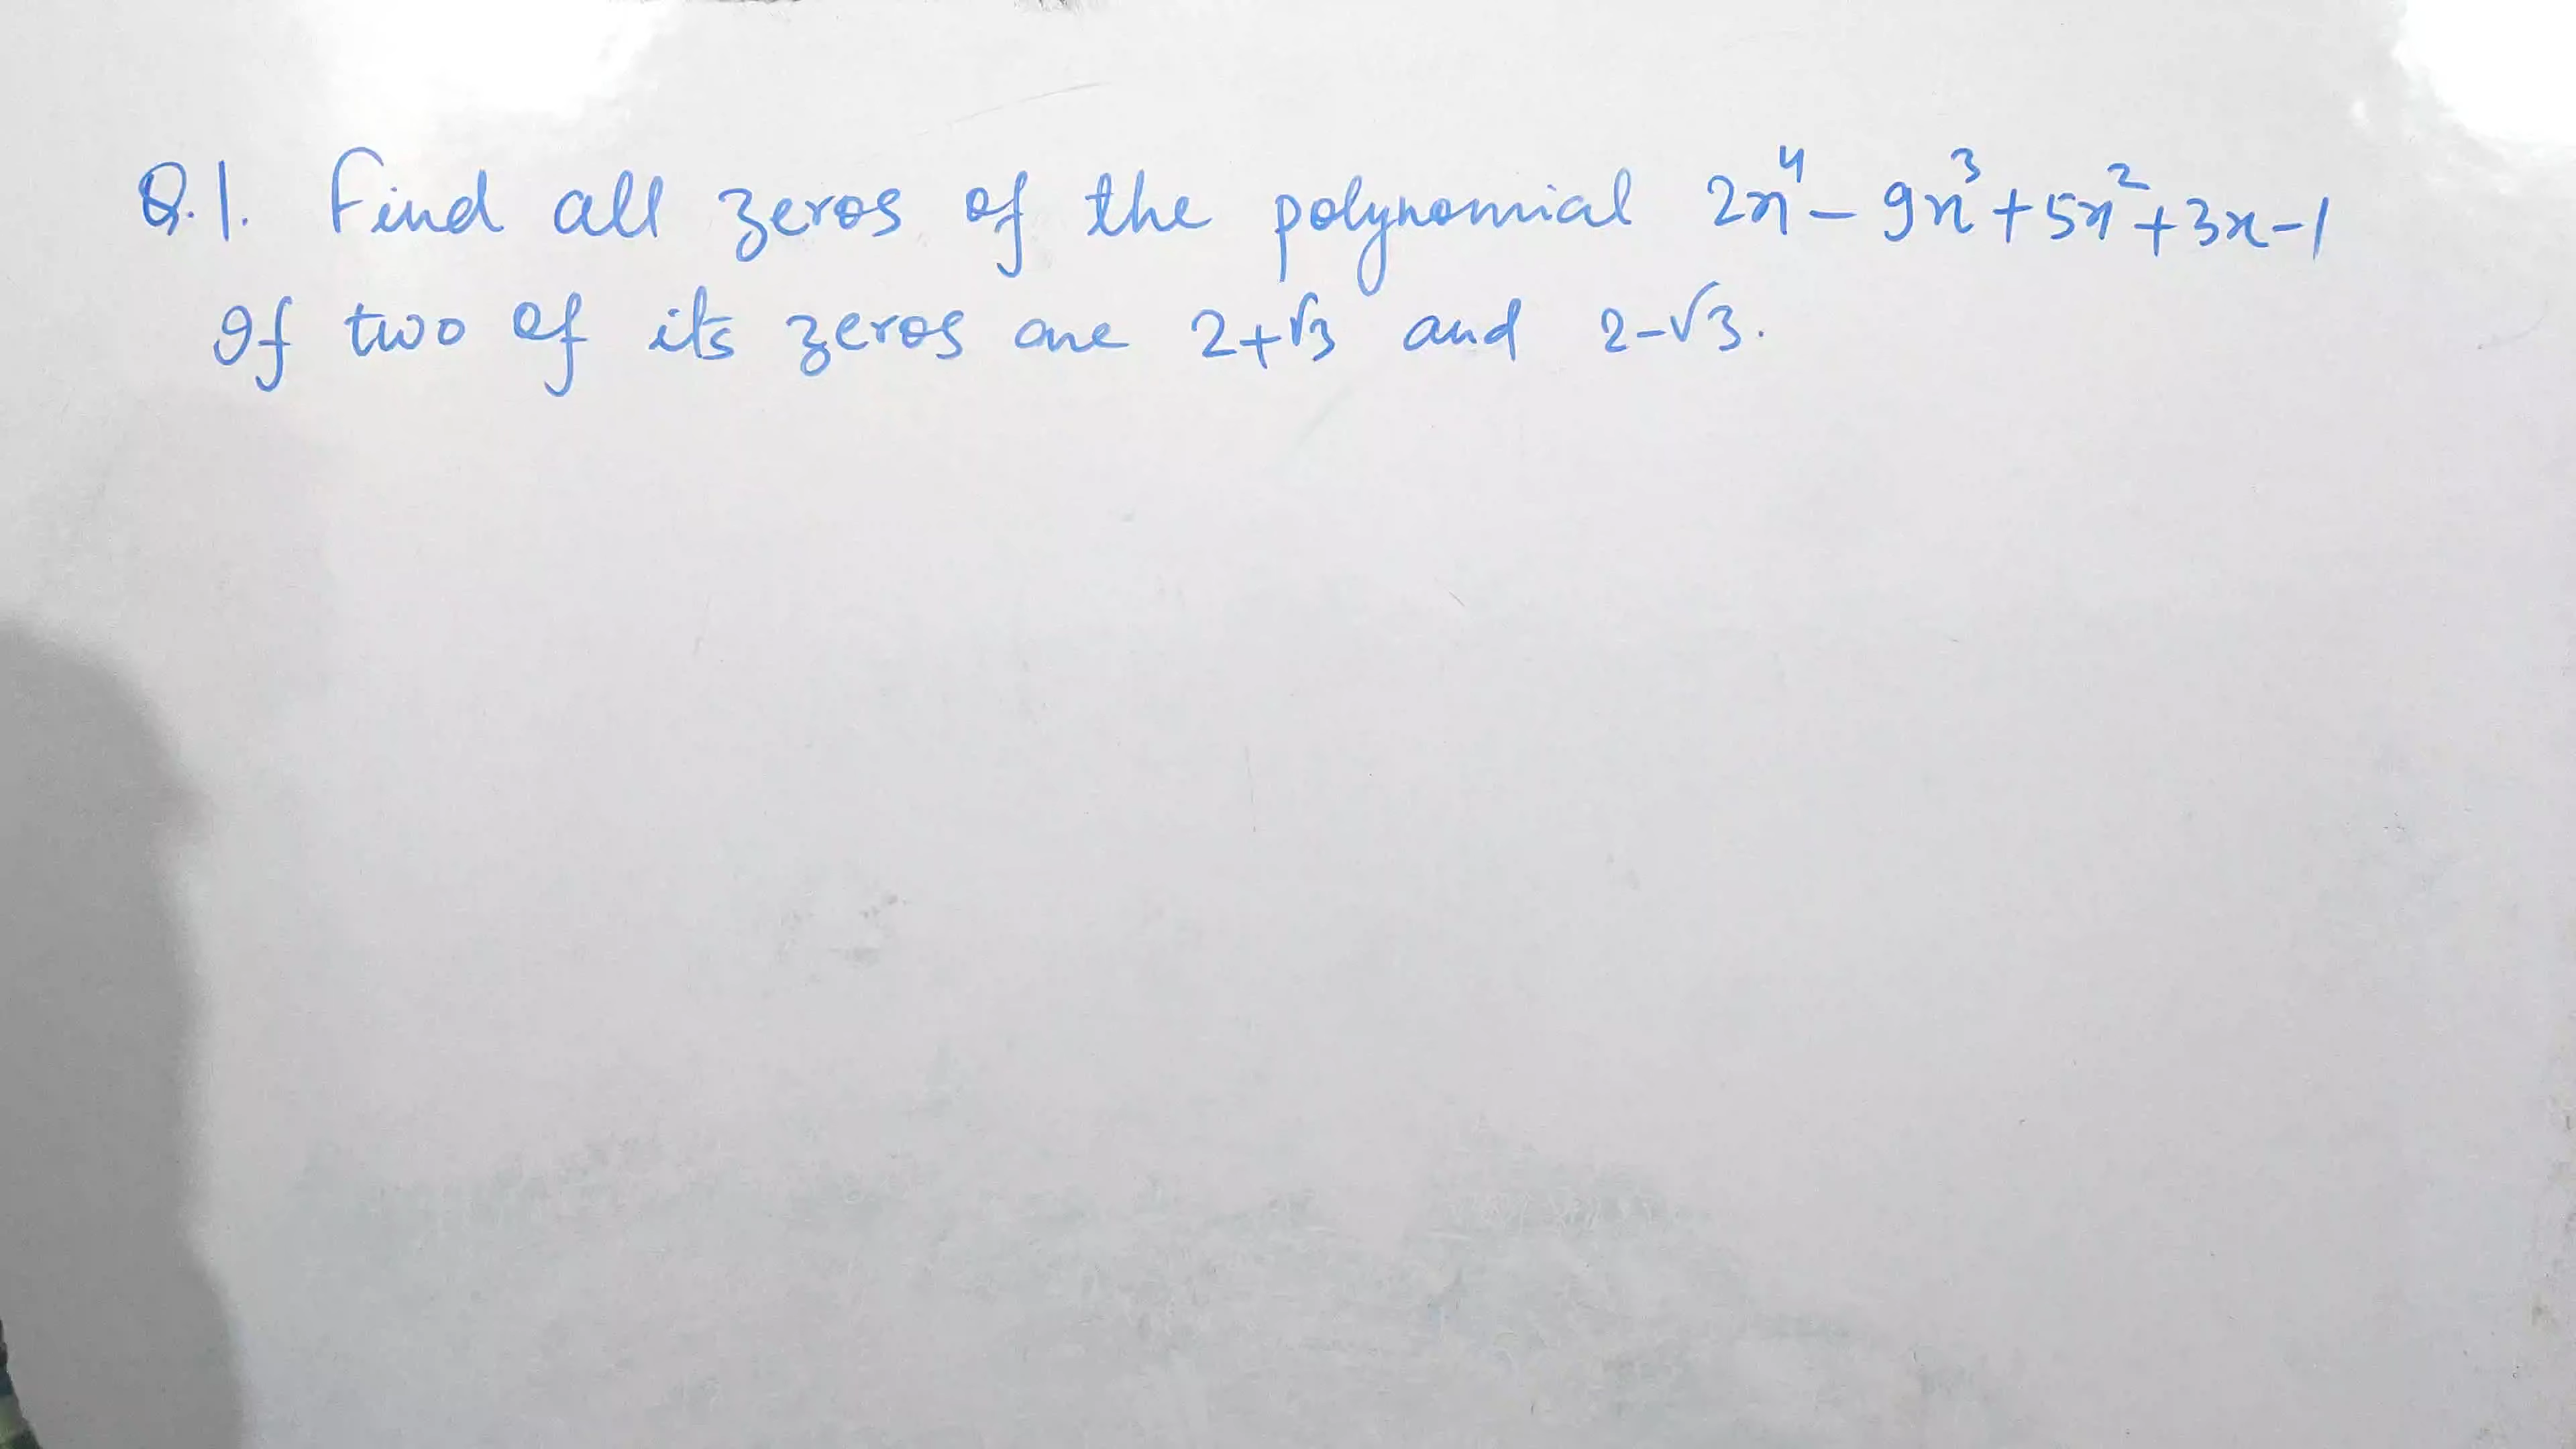 Q.1. Find all zeros of the polynomial 2x⁴ - 9x³ + 5x² + 3x - 1
If two of its zeros are 2+√3 and 2-√3.